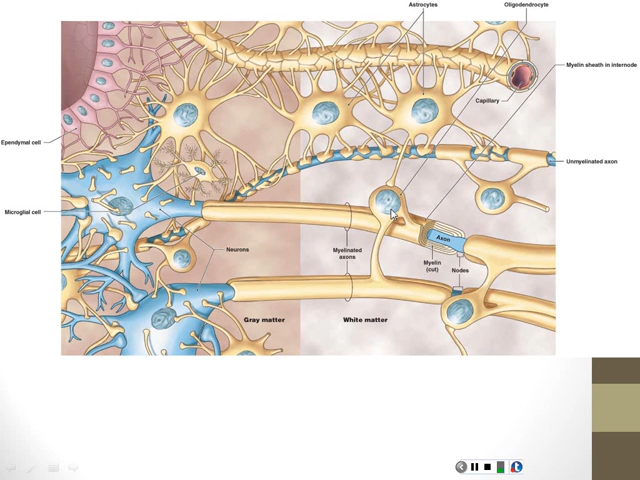 Astrocytes
Oligodendrocyte
Myelin sheath in internode
Capillary
Ependymal cell
Unmyelinated axon
Microglial cell
Neurons
Myelinated
axons
Axon
Myelin
(cut)
Nodes
Gray matter
White matter